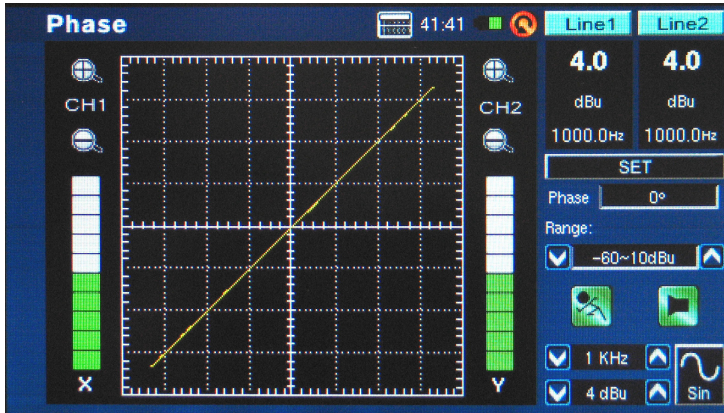 Phase
41:41
Line1 Line2
CH1
CH2
4.0 4.0
dBu dBu
1000.0Hz 1000.0Hz
SET
Phase 0°
Range:
-60~10dBu
1 KHz
4 dBu
Sin
X
Y